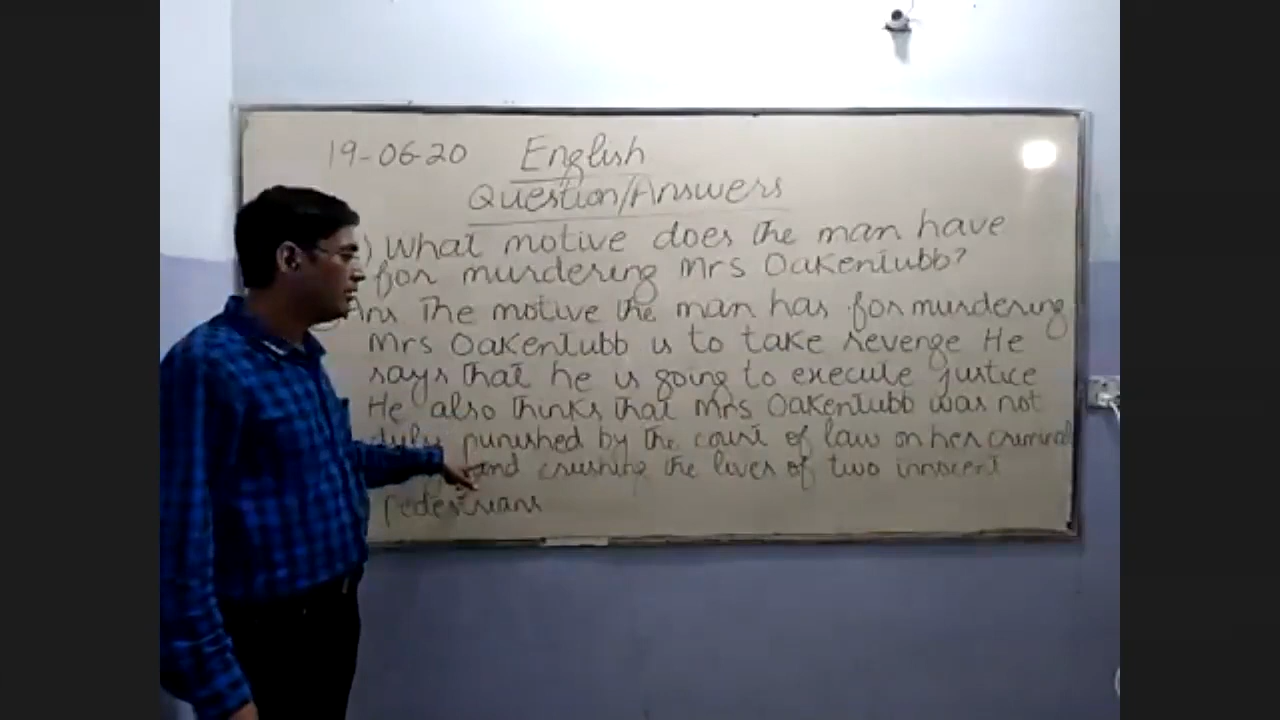 19-06-20 English
Question/Answers
) What motive does the man have
for murdering Mrs Oakentubb?
Ans The motive the man has for murdering
Mrs Oakentubb is to take revenge He
says that he is going to execute justice
He also thinks that Mrs Oakentubb was not
duly punished by the court of law on her criminal
and crushing the lives of two innocent
pedestrians